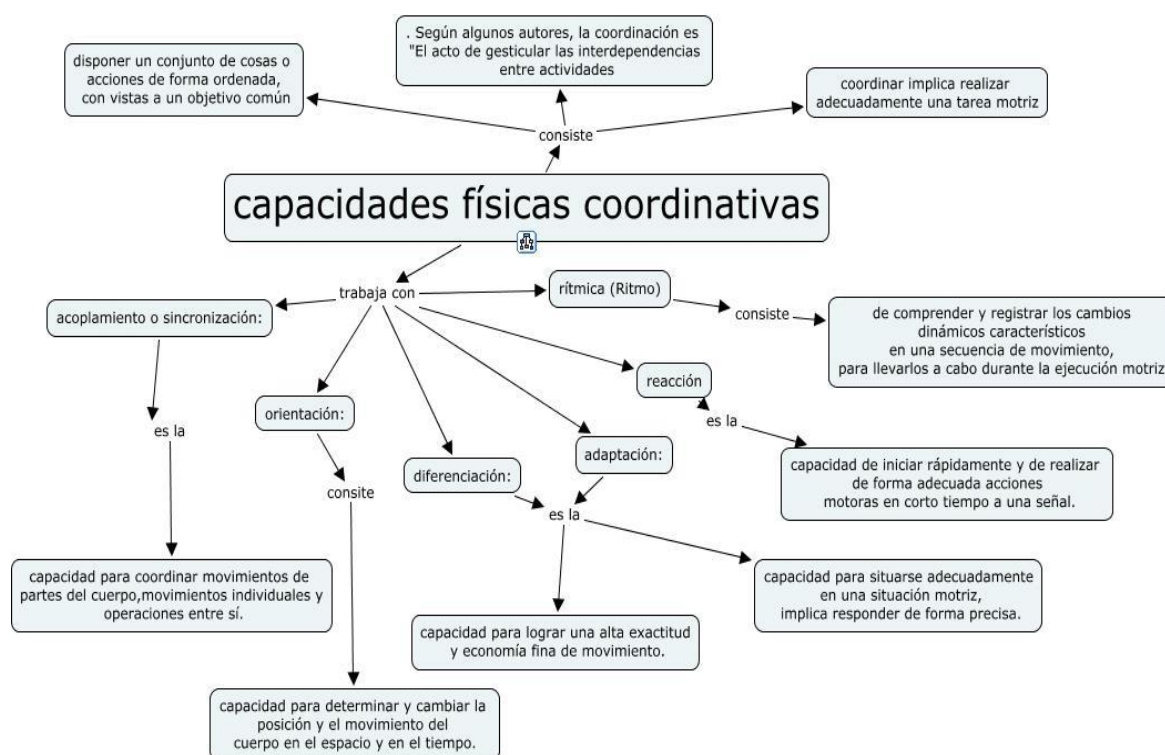 . Según algunos autores, la coordinación es
"El acto de gesticular las interdependencias
entre actividades
disponer un conjunto de cosas o
acciones de forma ordenada,
con vistas a un objetivo común
coordinar implica realizar
adecuadamente una tarea motriz
consiste
capacidades físicas coordinativas
trabaja con
rítmica (Ritmo)
acoplamiento o sincronización:
consiste
de comprender y registrar los cambios
dinámicos característicos
en una secuencia de movimiento,
para llevarlos a cabo durante la ejecución motriz
reacción
orientación:
es la
es la
adaptación:
diferenciación:
capacidad de iniciar rápidamente y de realizar
de forma adecuada acciones
motoras en corto tiempo a una señal.
consite
es la
capacidad para coordinar movimientos de
partes del cuerpo,movimientos individuales y
operaciones entre sí.
capacidad para situarse adecuadamente
en una situación motriz,
implica responder de forma precisa.
capacidad para lograr una alta exactitud
y economía fina de movimiento.
capacidad para determinar y cambiar la
posición y el movimiento del
cuerpo en el espacio y en el tiempo.